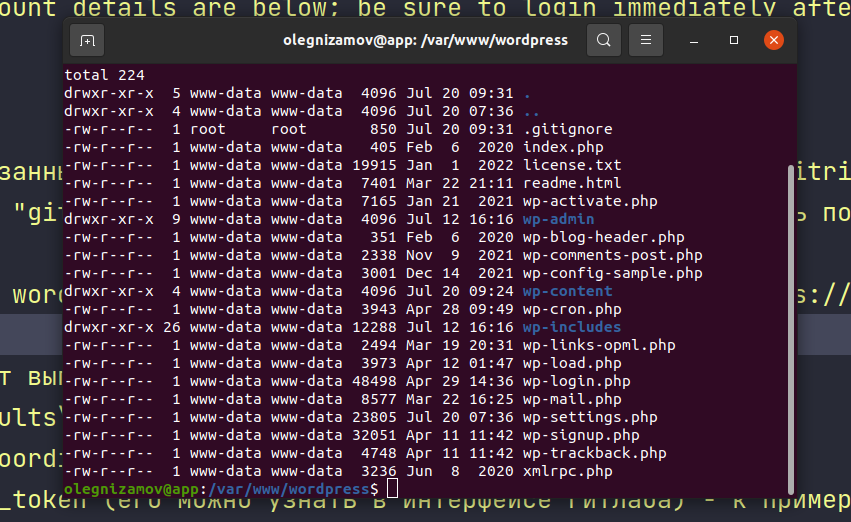 ount details are below; be sure to login immediately afte
olegnizamov@app: /var/www/wordpress
total 224
drwxr-xr-x  5 www-data www-data  4096 Jul 20 09:31 .
drwxr-xr-x  4 www-data www-data  4096 Jul 20 07:36 ..
-rw-r--r--  1 root     root       850 Jul 20 09:31 .gitignore
-rw-r--r--  1 www-data www-data   405 Feb  6  2020 index.php
-rw-r--r--  1 www-data www-data 19915 Jan  1  2022 license.txt
-rw-r--r--  1 www-data www-data  7401 Mar 22 21:11 readme.html
-rw-r--r--  1 www-data www-data  7165 Jan 21  2021 wp-activate.php
drwxr-xr-x  9 www-data www-data  4096 Jul 12 16:16 wp-admin
-rw-r--r--  1 www-data www-data   351 Feb  6  2020 wp-blog-header.php
-rw-r--r--  1 www-data www-data  2338 Nov  9  2021 wp-comments-post.php
-rw-r--r--  1 www-data www-data  3001 Dec 14  2021 wp-config-sample.php
drwxr-xr-x  4 www-data www-data  4096 Jul 20 09:24 wp-content
-rw-r--r--  1 www-data www-data  3943 Apr 28 09:49 wp-cron.php
drwxr-xr-x 26 www-data www-data 12288 Jul 12 16:16 wp-includes
-rw-r--r--  1 www-data www-data  2494 Mar 19 20:31 wp-links-opml.php
-rw-r--r--  1 www-data www-data  3973 Apr 12 01:47 wp-load.php
-rw-r--r--  1 www-data www-data 48498 Apr 29 14:36 wp-login.php
-rw-r--r--  1 www-data www-data  8577 Mar 22 16:25 wp-mail.php
-rw-r--r--  1 www-data www-data 23805 Jul 20 07:36 wp-settings.php
-rw-r--r--  1 www-data www-data 32051 Apr 11 11:42 wp-signup.php
-rw-r--r--  1 www-data www-data  4748 Apr 11 11:42 wp-trackback.php
-rw-r--r--  1 www-data www-data  3236 Jun  8  2020 xmlrpc.php
olegnizamov@app:/var/www/wordpress$
занны
itri
"git
ь по
word
s://
т вып
ults\
oordi
_token (его можно узнать в интерфейсе гитлаба) - к пример